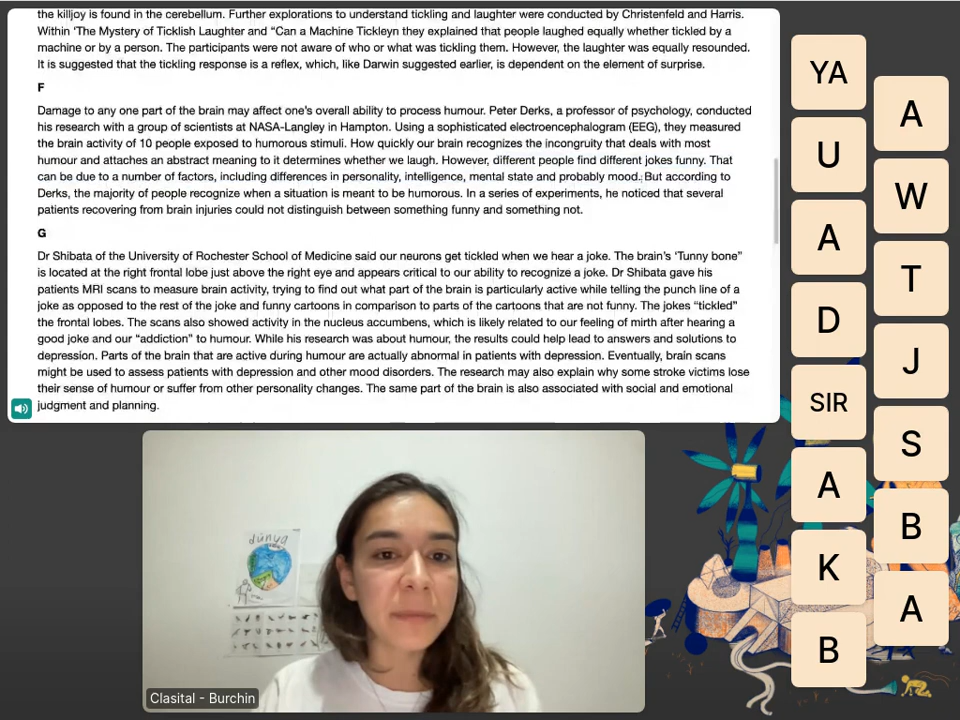 the killjoy is found in the cerebellum. Further explorations to understand tickling and laughter were conducted by Christenfeld and Harris.
Within ‘The Mystery of Ticklish Laughter and “Can a Machine Tickleyn they explained that people laughed equally whether tickled by a
machine or by a person. The participants were not aware of who or what was tickling them. However, the laughter was equally resounded.
It is suggested that the tickling response is a reflex, which, like Darwin suggested earlier, is dependent on the element of surprise.
F
Damage to any one part of the brain may affect one’s overall ability to process humour. Peter Derks, a professor of psychology, conducted
his research with a group of scientists at NASA-Langley in Hampton. Using a sophisticated electroencephalogram (EEG), they measured
the brain activity of 10 people exposed to humorous stimuli. How quickly our brain recognizes the incongruity that deals with most
humour and attaches an abstract meaning to it determines whether we laugh. However, different people find different jokes funny. That
can be due to a number of factors, including differences in personality, intelligence, mental state and probably mood. But according to
Derks, the majority of people recognize when a situation is meant to be humorous. In a series of experiments, he noticed that several
patients recovering from brain injuries could not distinguish between something funny and something not.
G
Dr Shibata of the University of Rochester School of Medicine said our neurons get tickled when we hear a joke. The brain’s ‘Tunny bone”
is located at the right frontal lobe just above the right eye and appears critical to our ability to recognize a joke. Dr Shibata gave his
patients MRI scans to measure brain activity, trying to find out what part of the brain is particularly active while telling the punch line of a
joke as opposed to the rest of the joke and funny cartoons in comparison to parts of the cartoons that are not funny. The jokes “tickled”
the frontal lobes. The scans also showed activity in the nucleus accumbens, which is likely related to our feeling of mirth after hearing a
good joke and our “addiction” to humour. While his research was about humour, the results could help lead to answers and solutions to
depression. Parts of the brain that are active during humour are actually abnormal in patients with depression. Eventually, brain scans
might be used to assess patients with depression and other mood disorders. The research may also explain why some stroke victims lose
their sense of humour or suffer from other personality changes. The same part of the brain is also associated with social and emotional
judgment and planning.
dünya
Clasital - Burchin
YA
U
A
D
SIR
A
K
B
A
W
T
J
S
B
A